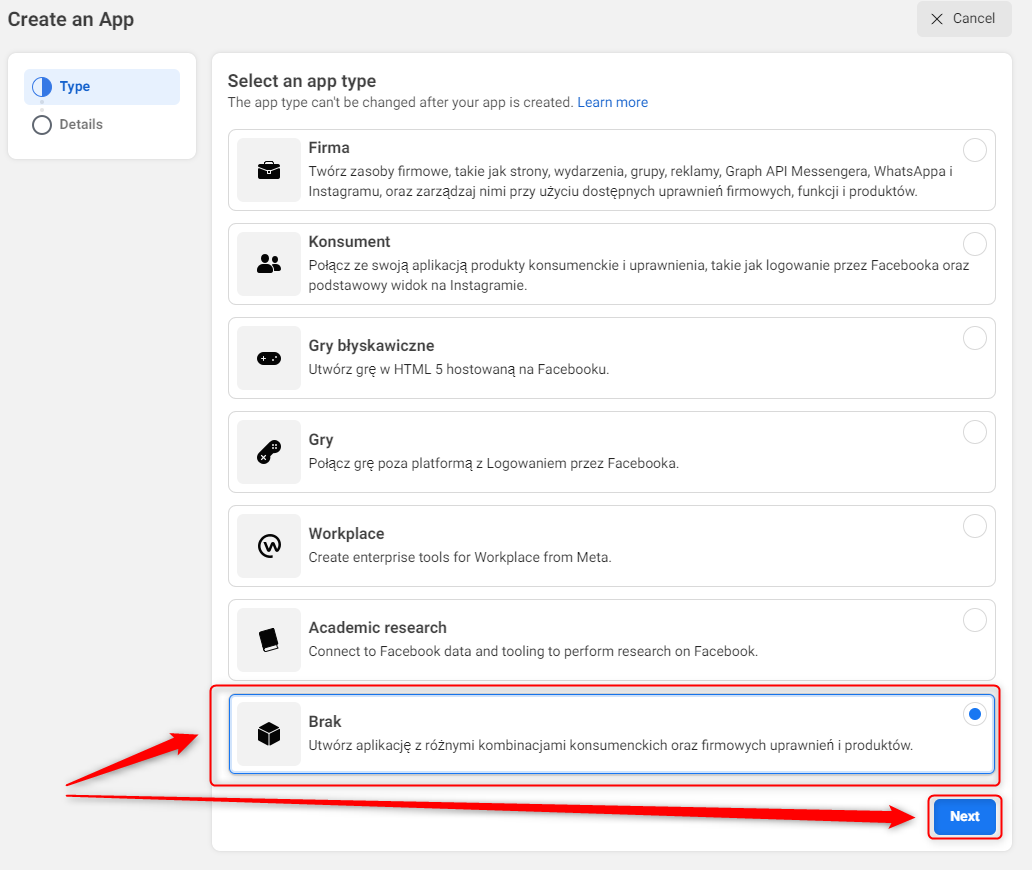 Create an App
Cancel
Type
Details
Select an app type
The app type can't be changed after your app is created. Learn more
Firma
Twórz zasoby firmowe, takie jak strony, wydarzenia, grupy, reklamy, Graph API Messengera, WhatsAppa i
Instagramu, oraz zarządzaj nimi przy użyciu dostępnych uprawnień firmowych, funkcji i produktów.
Konsument
Połącz ze swoją aplikacją produkty konsumenckie i uprawnienia, takie jak logowanie przez Facebooka oraz
podstawowy widok na Instagramie.
Gry błyskawiczne
Utwórz grę w HTML 5 hostowaną na Facebooku.
Gry
Połącz grę poza platformą z Logowaniem przez Facebooka.
Workplace
Create enterprise tools for Workplace from Meta.
Academic research
Connect to Facebook data and tooling to perform research on Facebook.
Brak
Utwórz aplikację z różnymi kombinacjami konsumenckich oraz firmowych uprawnień i produktów.
Next